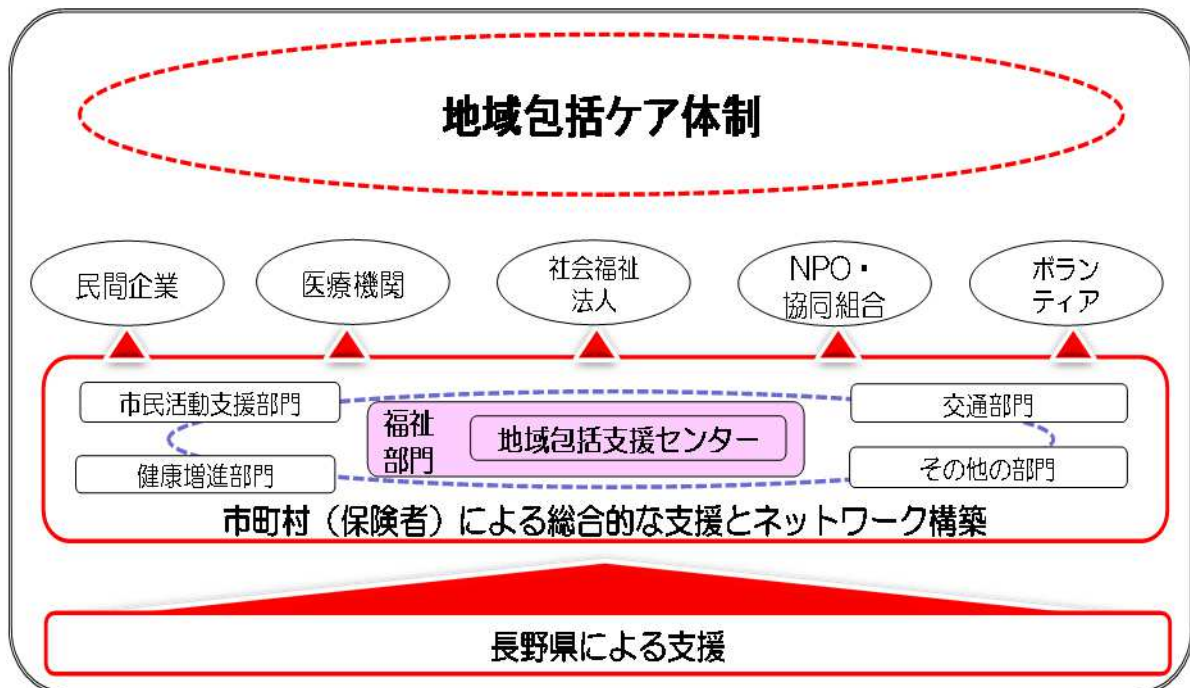 地域包括ケア体制
民間企業
医療機関
社会福祉
法人
NPO・
協同組合
ボラン
ティア
市民活動支援部門
交通部門
福祉
部門
地域包括支援センター
健康増進部門
その他の部門
市町村（保険者）による総合的な支援とネットワーク構築
長野県による支援